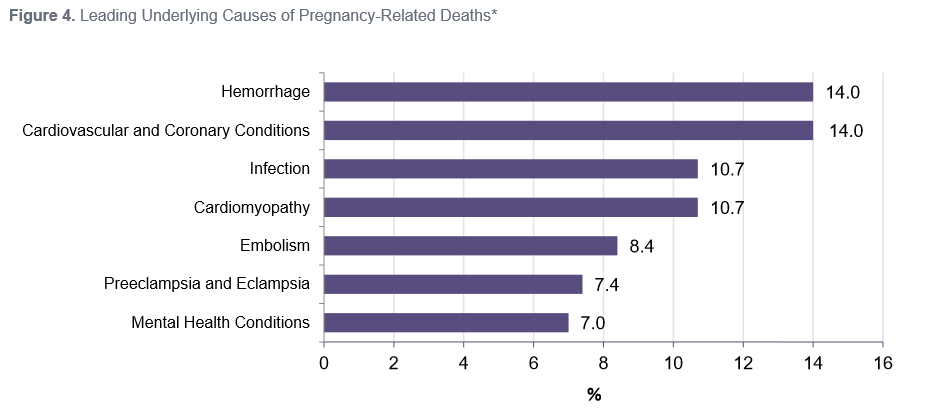 Figure 4. Leading Underlying Causes of Pregnancy-Related Deaths*
Hemorrhage 14.0
Cardiovascular and Coronary Conditions 14.0
Infection 10.7
Cardiomyopathy 10.7
Embolism 8.4
Preeclampsia and Eclampsia 7.4
Mental Health Conditions 7.0
0 2 4 6 8 10 12 14 16
%